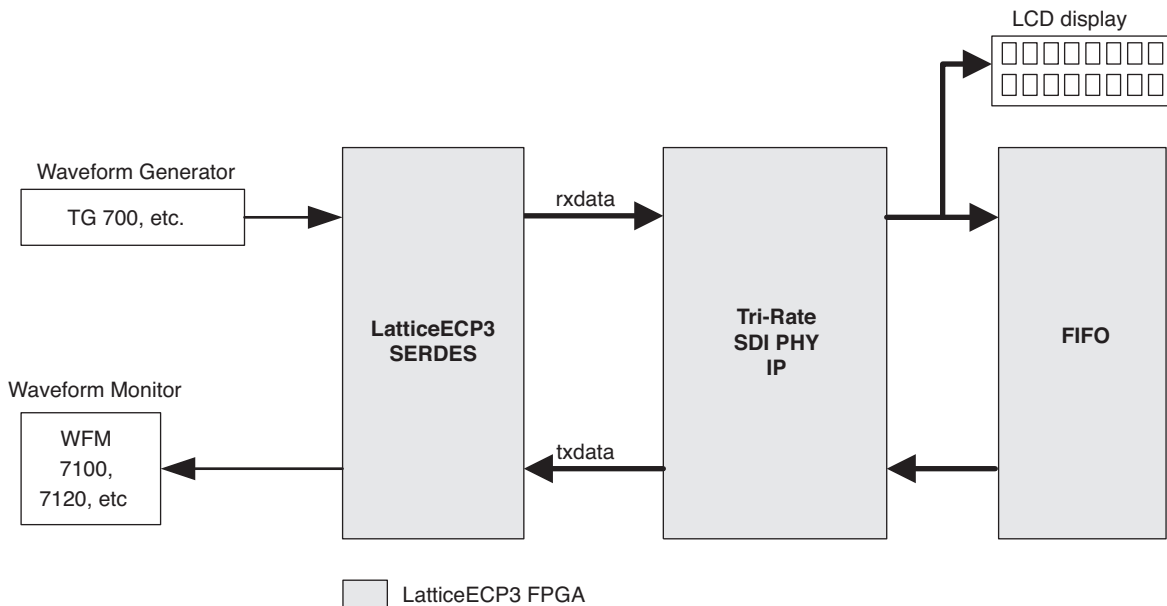 LCD display
Waveform Generator
TG 700, etc.
rxdata
LatticeECP3
SERDES
Tri-Rate
SDI PHY
IP
FIFO
Waveform Monitor
WFM
7100,
7120, etc
txdata
LatticeECP3 FPGA